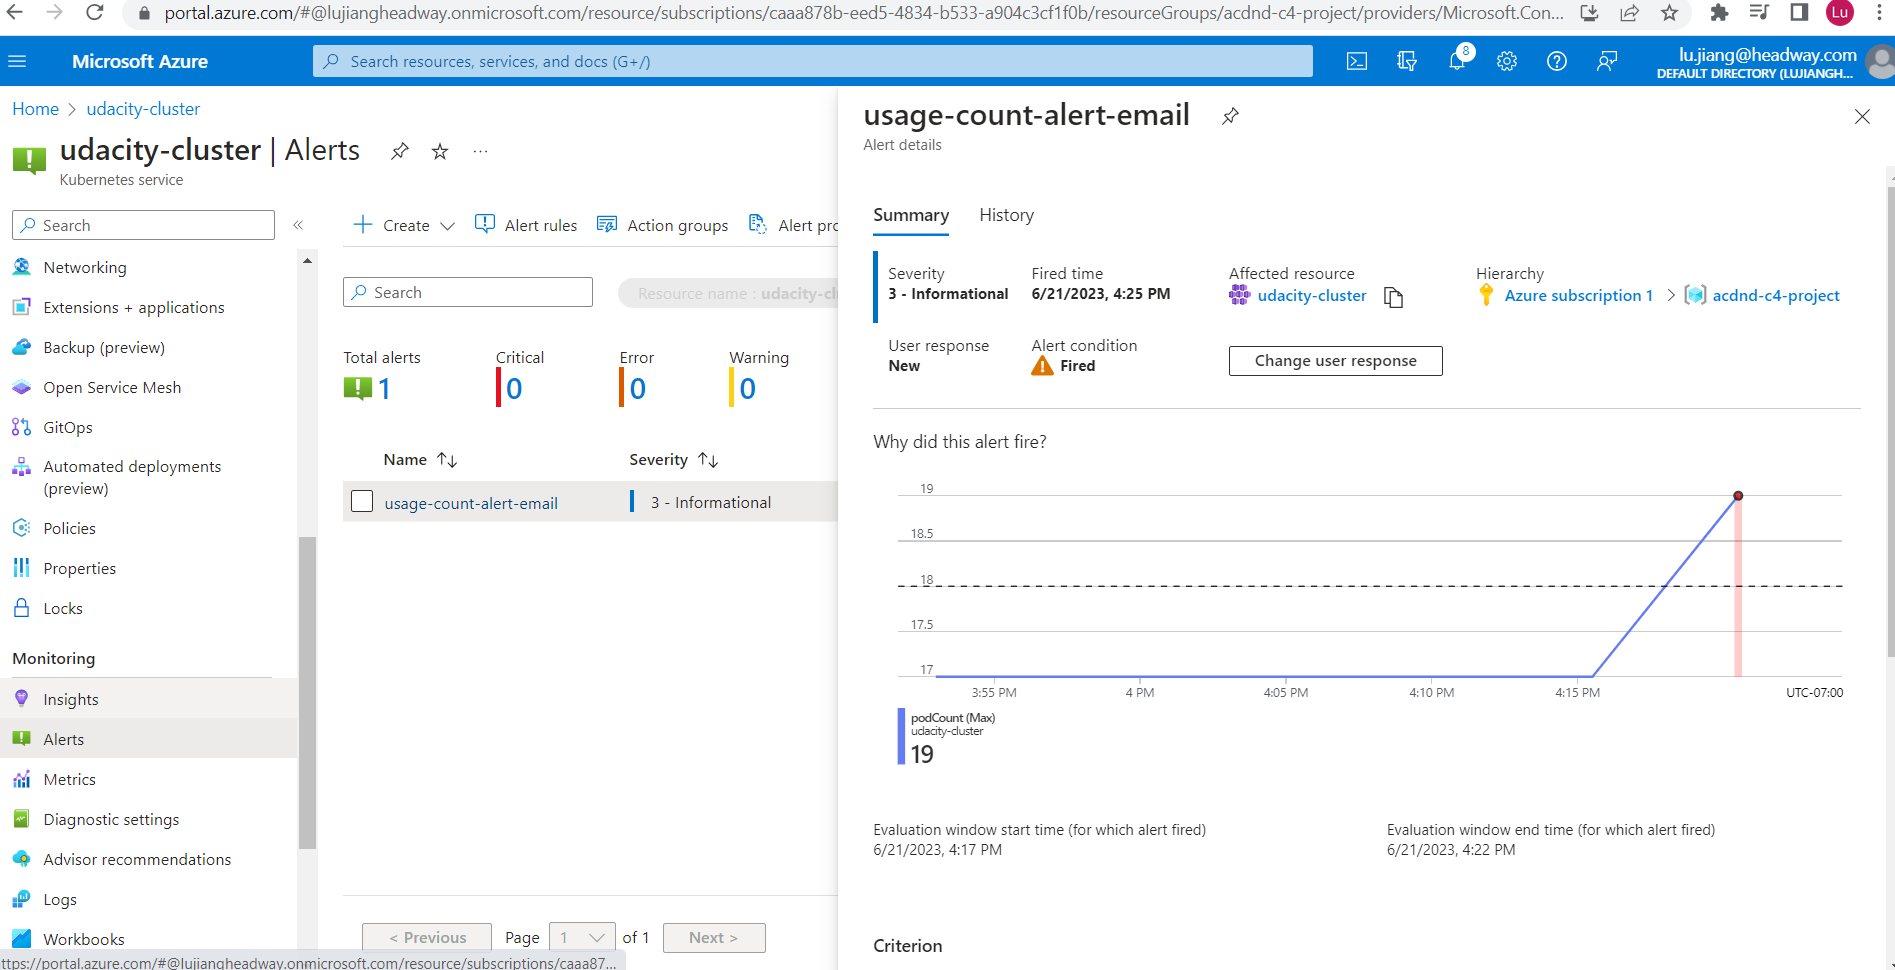 portal.azure.com/#@lujiangheadway.onmicrosoft.com/resource/subscriptions/caaa878b-eed5-4834-b533-a904c3cf1f0b/resourceGroups/acdnd-c4-project/providers/Microsoft.Con...
Lu
Microsoft Azure
Search resources, services, and docs (G+/)
8
lu.jiang@headway.com
DEFAULT DIRECTORY (LUJIANGH...
Home > udacity-cluster
udacity-cluster | Alerts
...
Kubernetes service
Search
«
Networking
Extensions + applications
Backup (preview)
Open Service Mesh
GitOps
Automated deployments
(preview)
Policies
Properties
Locks
Monitoring
Insights
Alerts
Metrics
Diagnostic settings
Advisor recommendations
Logs
Workbooks
ttps://portal.azure.com/#@lujiangheadway.onmicrosoft.com/resource/subscriptions/caaa87...
Create
Alert rules
Action groups
Alert pro
Search
Resource name : udacity-cl
Total alerts
1
Critical
0
Error
0
Warning
0
Name ↑↓
Severity ↑↓
usage-count-alert-email
3 - Informational
< Previous
Page
1
of 1
Next >
usage-count-alert-email
Alert details
Summary
History
Severity
3 - Informational
Fired time
6/21/2023, 4:25 PM
Affected resource
udacity-cluster
Hierarchy
Azure subscription 1 > acdnd-c4-project
User response
New
Alert condition
Fired
Change user response
Why did this alert fire?
19
18.5
18
17.5
17
3:55 PM
4 PM
4:05 PM
4:10 PM
4:15 PM
UTC-07:00
podCount (Max)
udacity-cluster
19
Evaluation window start time (for which alert fired)
6/21/2023, 4:17 PM
Evaluation window end time (for which alert fired)
6/21/2023, 4:22 PM
Criterion